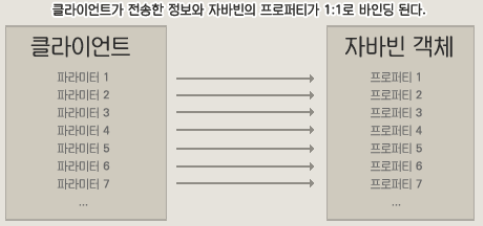 클라이언트가 전송한 정보와 자바빈의 프로퍼티가 1:1로 바인딩 된다.
클라이언트
파라미터 1
파라미터 2
파라미터 3
파라미터 4
파라미터 5
파라미터 6
파라미터 7
...
자바빈 객체
프로퍼티 1
프로퍼티 2
프로퍼티 3
프로퍼티 4
프로퍼티 5
프로퍼티 6
프로퍼티 7
...